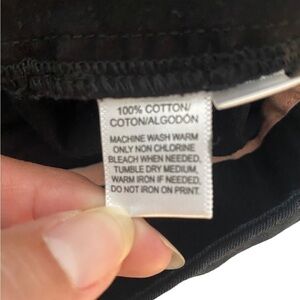 100% COTTON/
COTON/ALGODÓN
MACHINE WASH WARM
ONLY NON CHLORINE
BLEACH WHEN NEEDED,
TUMBLE DRY MEDIUM,
WARM IRON IF NEEDED,
DO NOT IRON ON PRINT.